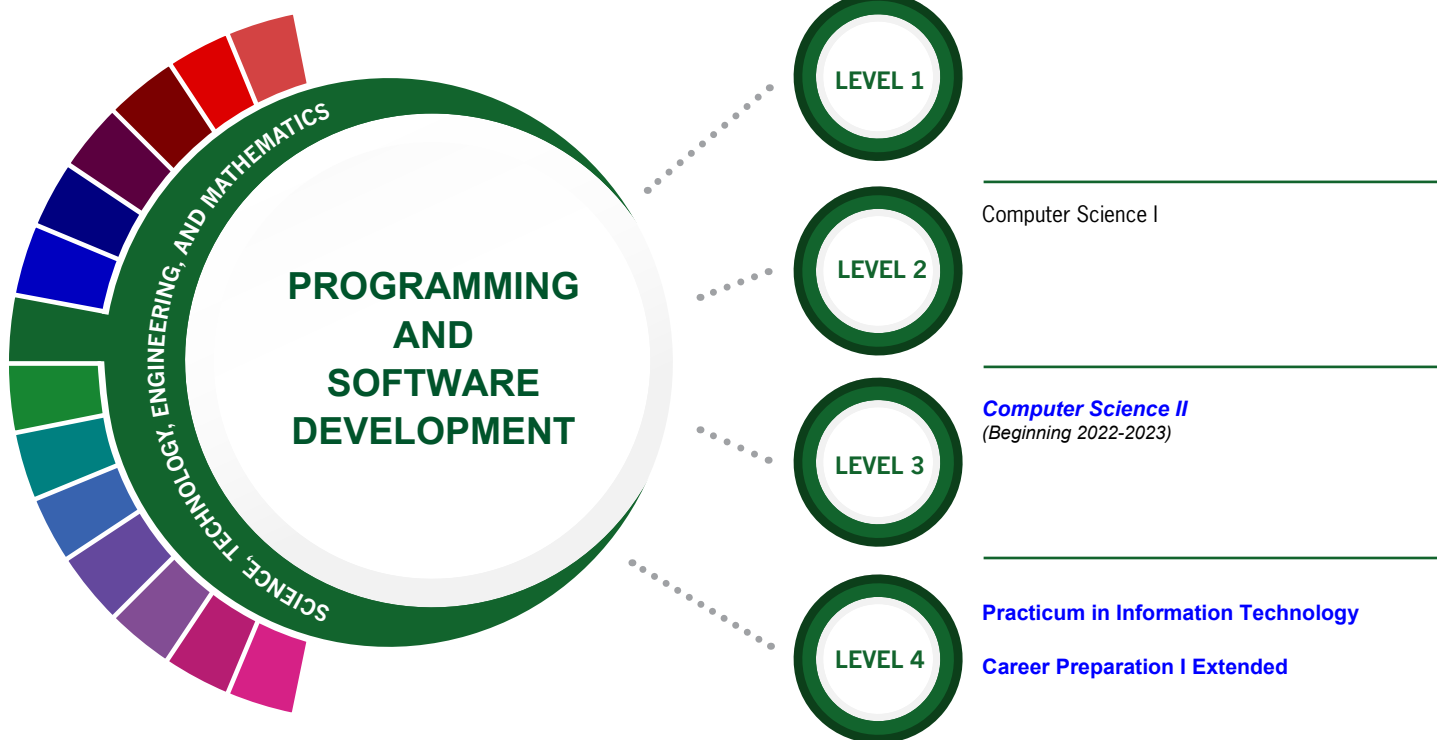 SCIENCE, TECHNOLOGY, ENGINEERING, AND MATHEMATICS
PROGRAMMING
AND
SOFTWARE
DEVELOPMENT
LEVEL 1
LEVEL 2
Computer Science I
LEVEL 3
Computer Science II
(Beginning 2022-2023)
LEVEL 4
Practicum in Information Technology
Career Preparation I Extended